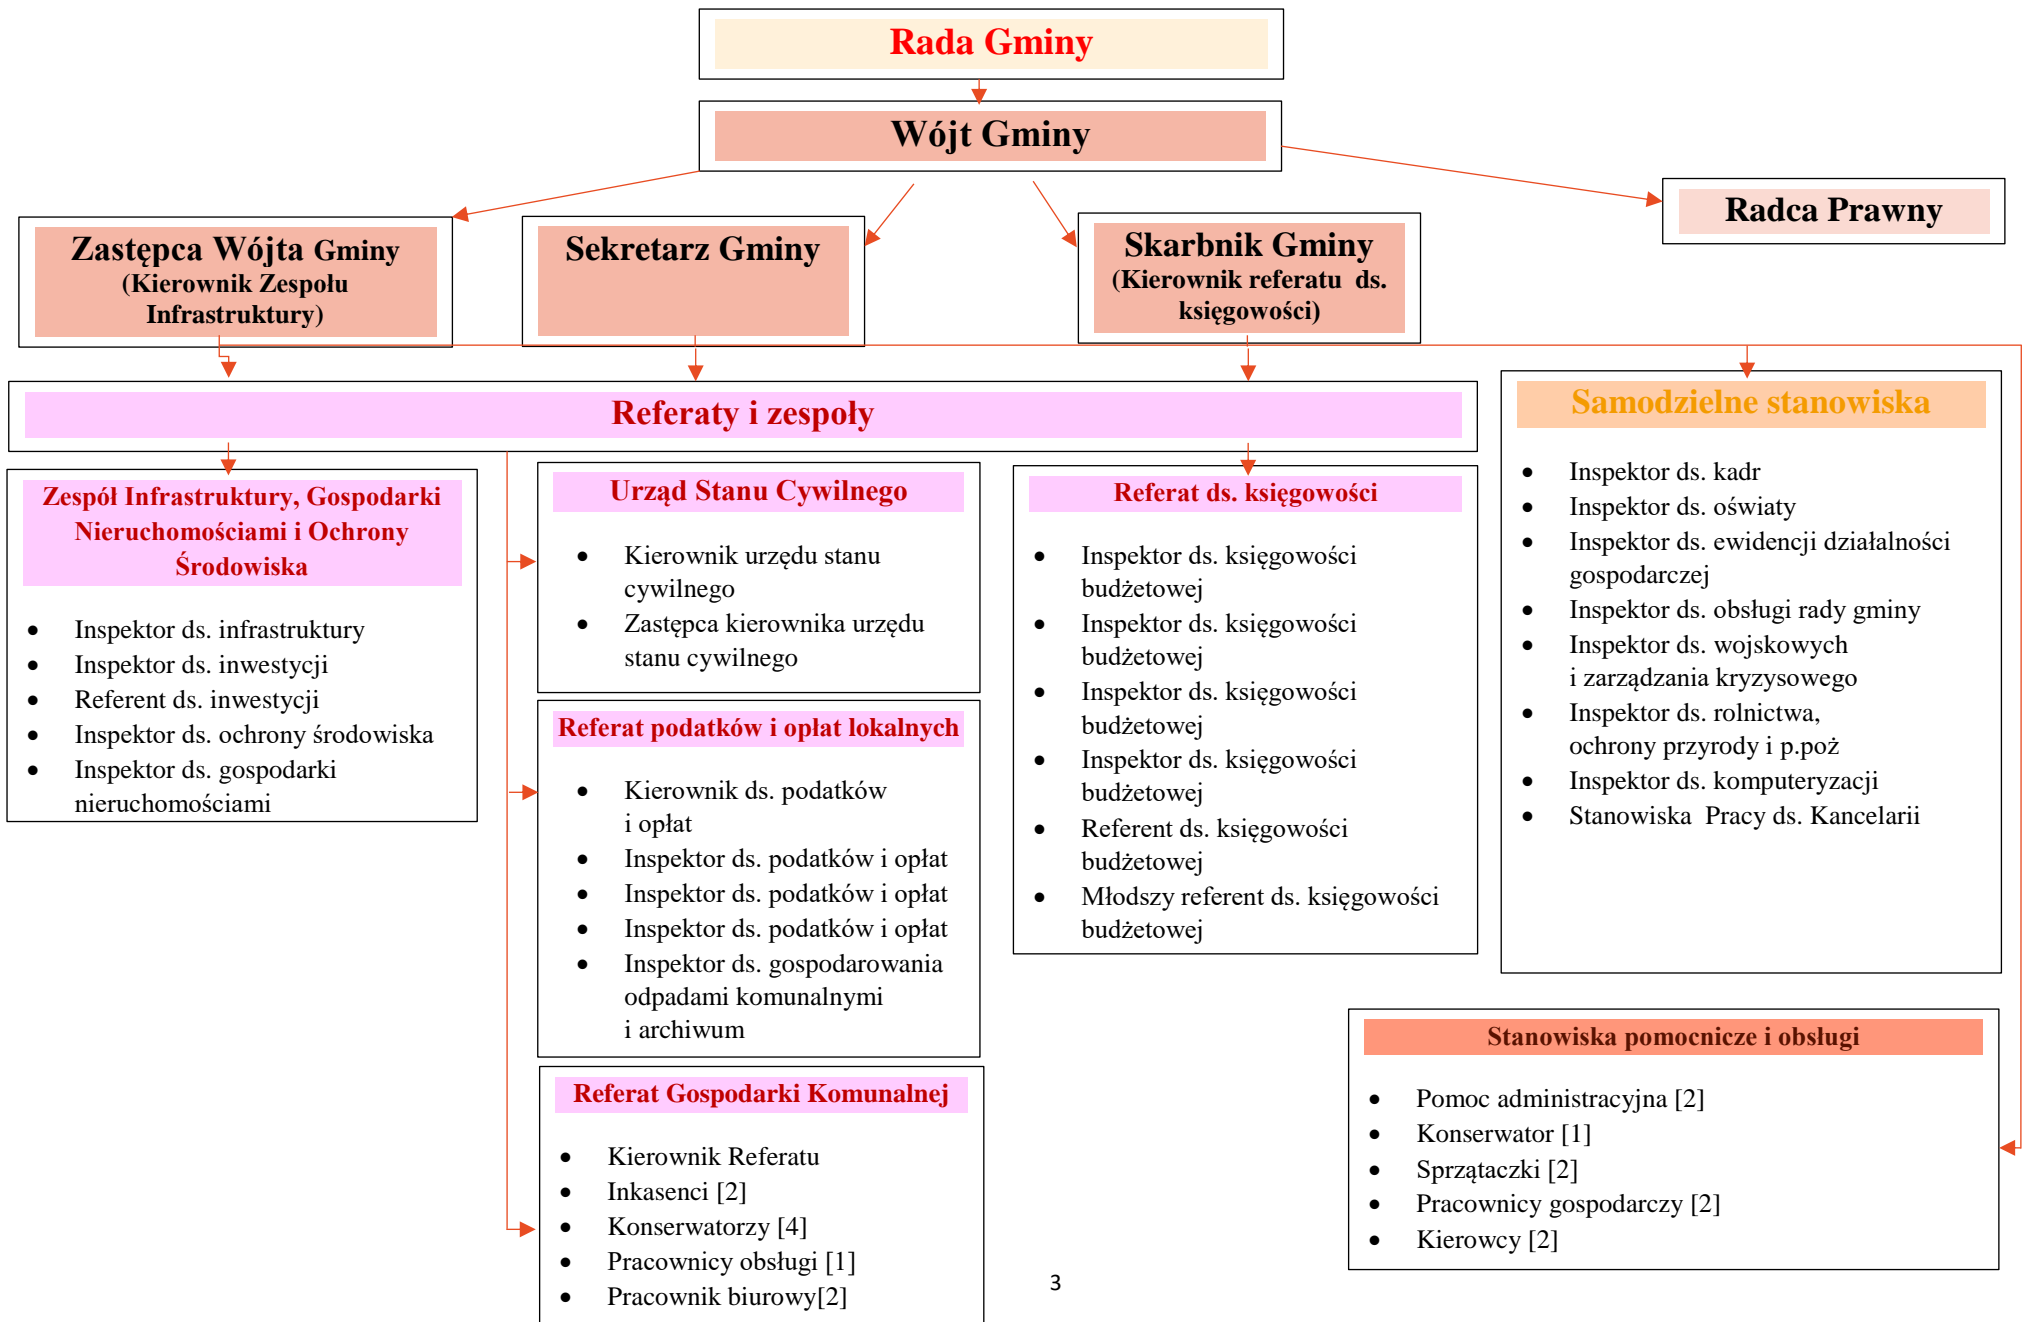 Rada Gminy
Wójt Gminy
Radca Prawny
Zastępca Wójta Gminy
(Kierownik Zespołu
Infrastruktury)
Sekretarz Gminy
Skarbnik Gminy
(Kierownik referatu ds.
księgowości)
Referaty i zespoły
Zespół Infrastruktury, Gospodarki
Nieruchomościami i Ochrony
Środowiska
• Inspektor ds. infrastruktury
• Inspektor ds. inwestycji
• Referent ds. inwestycji
• Inspektor ds. ochrony środowiska
• Inspektor ds. gospodarki
nieruchomościami
Urząd Stanu Cywilnego
• Kierownik urzędu stanu
cywilnego
• Zastępca kierownika urzędu
stanu cywilnego
Referat podatków i opłat lokalnych
• Kierownik ds. podatków
i opłat
• Inspektor ds. podatków i opłat
• Inspektor ds. podatków i opłat
• Inspektor ds. podatków i opłat
• Inspektor ds. gospodarowania
odpadami komunalnymi
i archiwum
Referat Gospodarki Komunalnej
• Kierownik Referatu
• Inkasenci [2]
• Konserwatorzy [4]
• Pracownicy obsługi [1]
• Pracownik biurowy[2]
Referat ds. księgowości
• Inspektor ds. księgowości
budżetowej
• Inspektor ds. księgowości
budżetowej
• Inspektor ds. księgowości
budżetowej
• Inspektor ds. księgowości
budżetowej
• Referent ds. księgowości
budżetowej
• Młodszy referent ds. księgowości
budżetowej
Samodzielne stanowiska
• Inspektor ds. kadr
• Inspektor ds. oświaty
• Inspektor ds. ewidencji działalności
gospodarczej
• Inspektor ds. obsługi rady gminy
• Inspektor ds. wojskowych
i zarządzania kryzysowego
• Inspektor ds. rolnictwa,
ochrony przyrody i p.poż
• Inspektor ds. komputeryzacji
• Stanowiska Pracy ds. Kancelarii
Stanowiska pomocnicze i obsługi
• Pomoc administracyjna [2]
• Konserwator [1]
• Sprzątaczki [2]
• Pracownicy gospodarczy [2]
• Kierowcy [2]
3